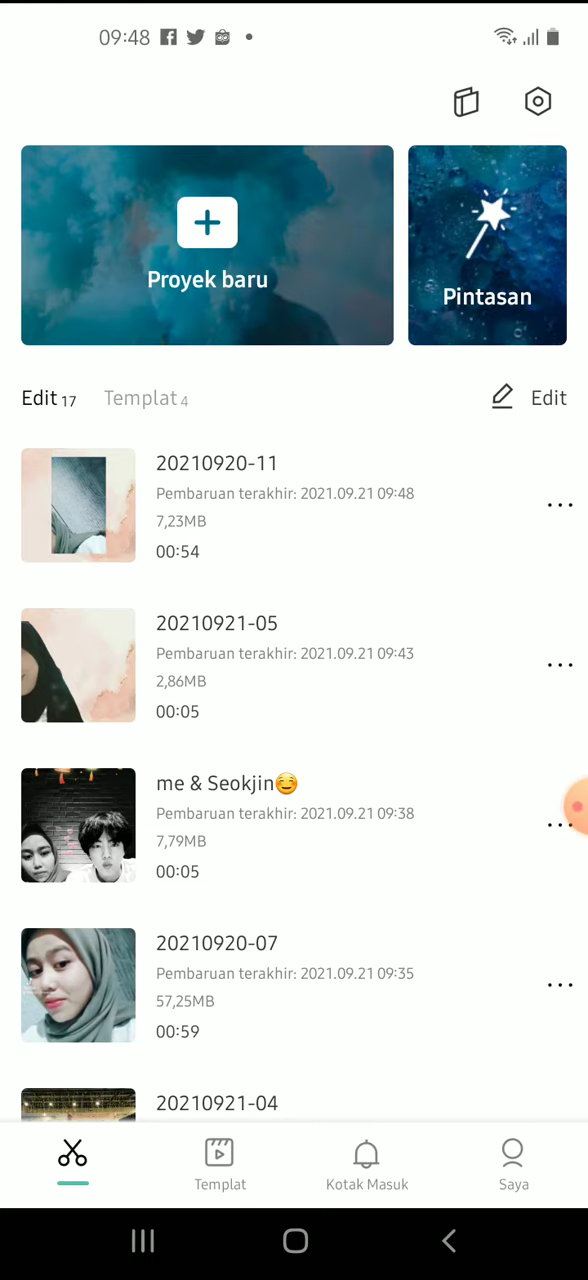 09:48
Proyek baru
Pintasan
Edit 17 Templat 4 Edit
20210920-11
Pembaruan terakhir: 2021.09.21 09:48
7,23MB
00:54
20210921-05
Pembaruan terakhir: 2021.09.21 09:43
2,86MB
00:05
me & Seokjin☺️
Pembaruan terakhir: 2021.09.21 09:38
7,79MB
00:05
20210920-07
Pembaruan terakhir: 2021.09.21 09:35
57,25MB
00:59
20210921-04
Templat Kotak Masuk Saya